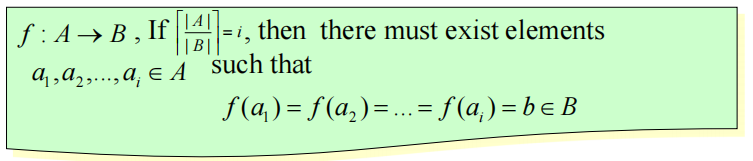 f : A → B , If ⌈|A|/|B|⌉ = i, then there must exist elements
a₁,a₂,...,aᵢ ∈ A such that
f(a₁) = f(a₂) = ... = f(aᵢ) = b ∈ B